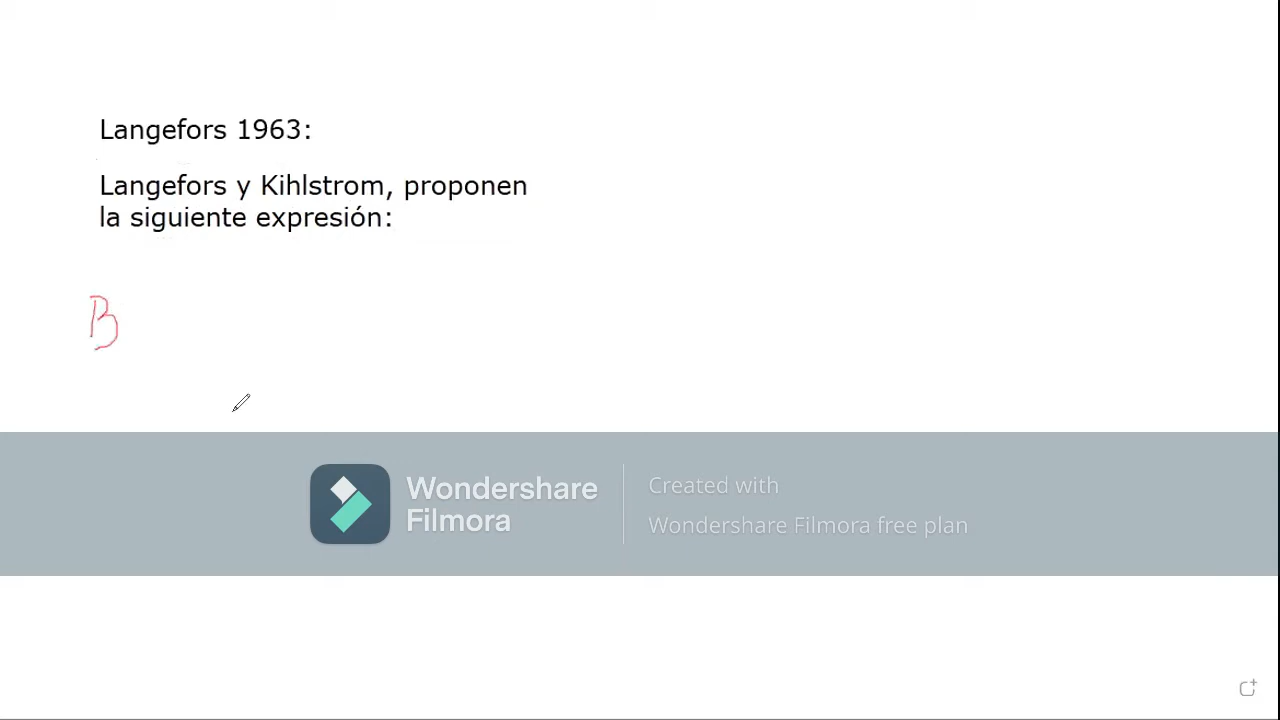 Langefors 1963:
Langefors y Kihlstrom, proponen
la siguiente expresión:
B
Wondershare
Filmora
Created with
Wondershare Filmora free plan